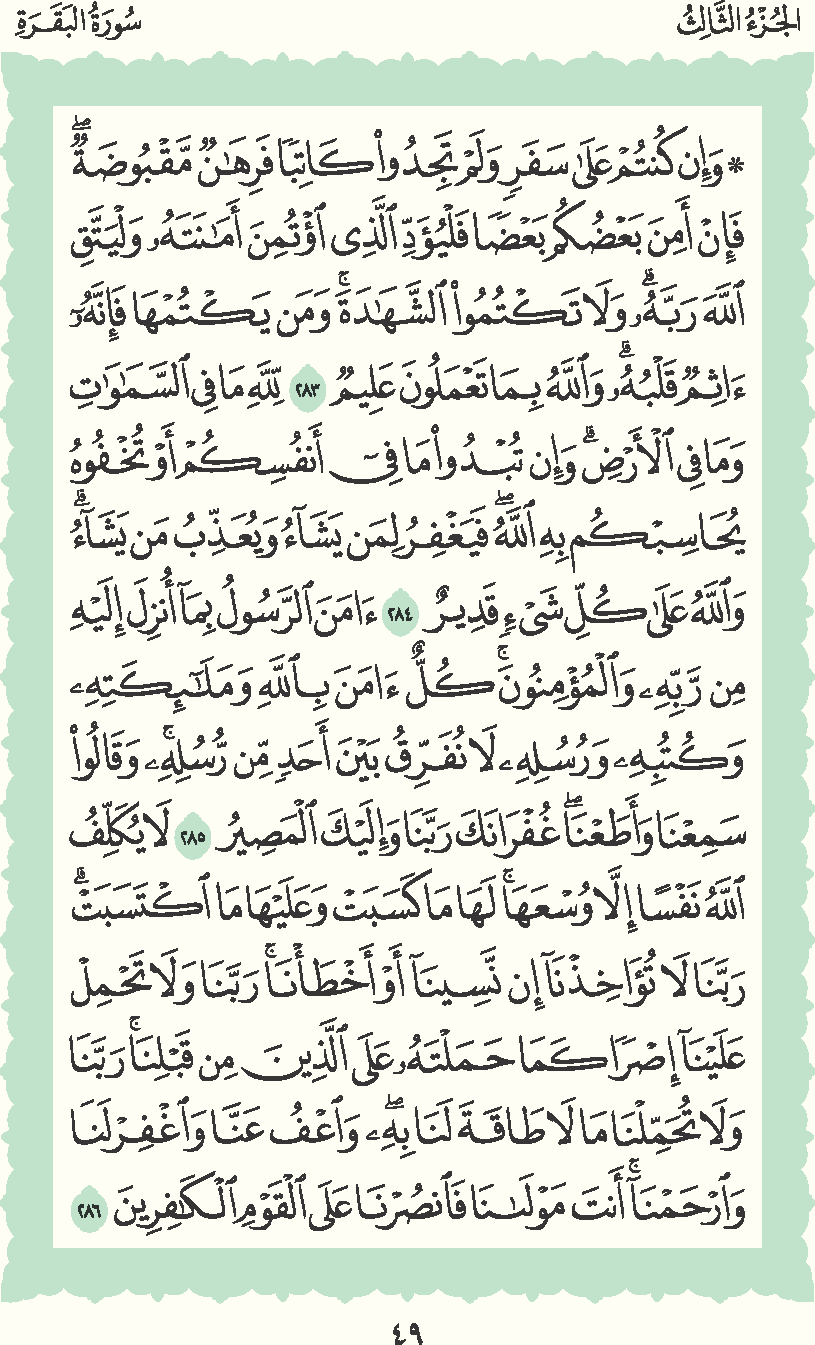 الجُزْءُ الثَّالِثُ سُورَةُ البَقَرَةِ
* وَإِن كُنتُمْ عَلَىٰ سَفَرٍ وَلَمْ تَجِدُوا۟ كَاتِبًا فَرِهَـٰنٌ مَّقْبُوضَةٌ ۖ
فَإِنْ أَمِنَ بَعْضُكُم بَعْضًا فَلْيُؤَدِّ ٱلَّذِى ٱؤْتُمِنَ أَمَـٰنَتَهُۥ وَلْيَتَّقِ
ٱللَّهَ رَبَّهُۥ ۗ وَلَا تَكْتُمُوا۟ ٱلشَّهَـٰدَةَ ۚ وَمَن يَكْتُمْهَا فَإِنَّهُۥٓ
ءَاثِمٌ قَلْبُهُۥ ۗ وَٱللَّهُ بِمَا تَعْمَلُونَ عَلِيمٌ ٢٨٣ لِّلَّهِ مَا فِى ٱلسَّمَـٰوَٰتِ
وَمَا فِى ٱلْأَرْضِ ۗ وَإِن تُبْدُوا۟ مَا فِىٓ أَنفُسِكُمْ أَوْ تُخْفُوهُ
يُحَاسِبْكُم بِهِ ٱللَّهُ ۖ فَيَغْفِرُ لِمَن يَشَآءُ وَيُعَذِّبُ مَن يَشَآءُ ۗ
وَٱللَّهُ عَلَىٰ كُلِّ شَىْءٍ قَدِيرٌ ٢٨٤ ءَامَنَ ٱلرَّسُولُ بِمَآ أُنزِلَ إِلَيْهِ
مِن رَّبِّهِۦ وَٱلْمُؤْمِنُونَ ۚ كُلٌّ ءَامَنَ بِٱللَّهِ وَمَلَـٰٓئِكَتِهِۦ
وَكُتُبِهِۦ وَرُسُلِهِۦ لَا نُفَرِّقُ بَيْنَ أَحَدٍ مِّن رُّسُلِهِۦ ۚ وَقَالُوا۟
سَمِعْنَا وَأَطَعْنَا ۖ غُفْرَانَكَ رَبَّنَا وَإِلَيْكَ ٱلْمَصِيرُ ٢٨٥ لَا يُكَلِّفُ
ٱللَّهُ نَفْسًا إِلَّا وُسْعَهَا ۚ لَهَا مَا كَسَبَتْ وَعَلَيْهَا مَا ٱكْتَسَبَتْ ۗ
رَبَّنَا لَا تُؤَاخِذْنَآ إِن نَّسِينَآ أَوْ أَخْطَأْنَا ۚ رَبَّنَا وَلَا تَحْمِلْ
عَلَيْنَآ إِصْرًا كَمَا حَمَلْتَهُۥ عَلَى ٱلَّذِينَ مِن قَبْلِنَا ۚ رَبَّنَا
وَلَا تُحَمِّلْنَا مَا لَا طَاقَةَ لَنَا بِهِۦ ۖ وَٱعْفُ عَنَّا وَٱغْفِرْ لَنَا
وَٱرْحَمْنَآ ۚ أَنتَ مَوْلَىٰنَا فَٱنصُرْنَا عَلَى ٱلْقَوْمِ ٱلْكَـٰفِرِينَ ٢٨٦
٤٩